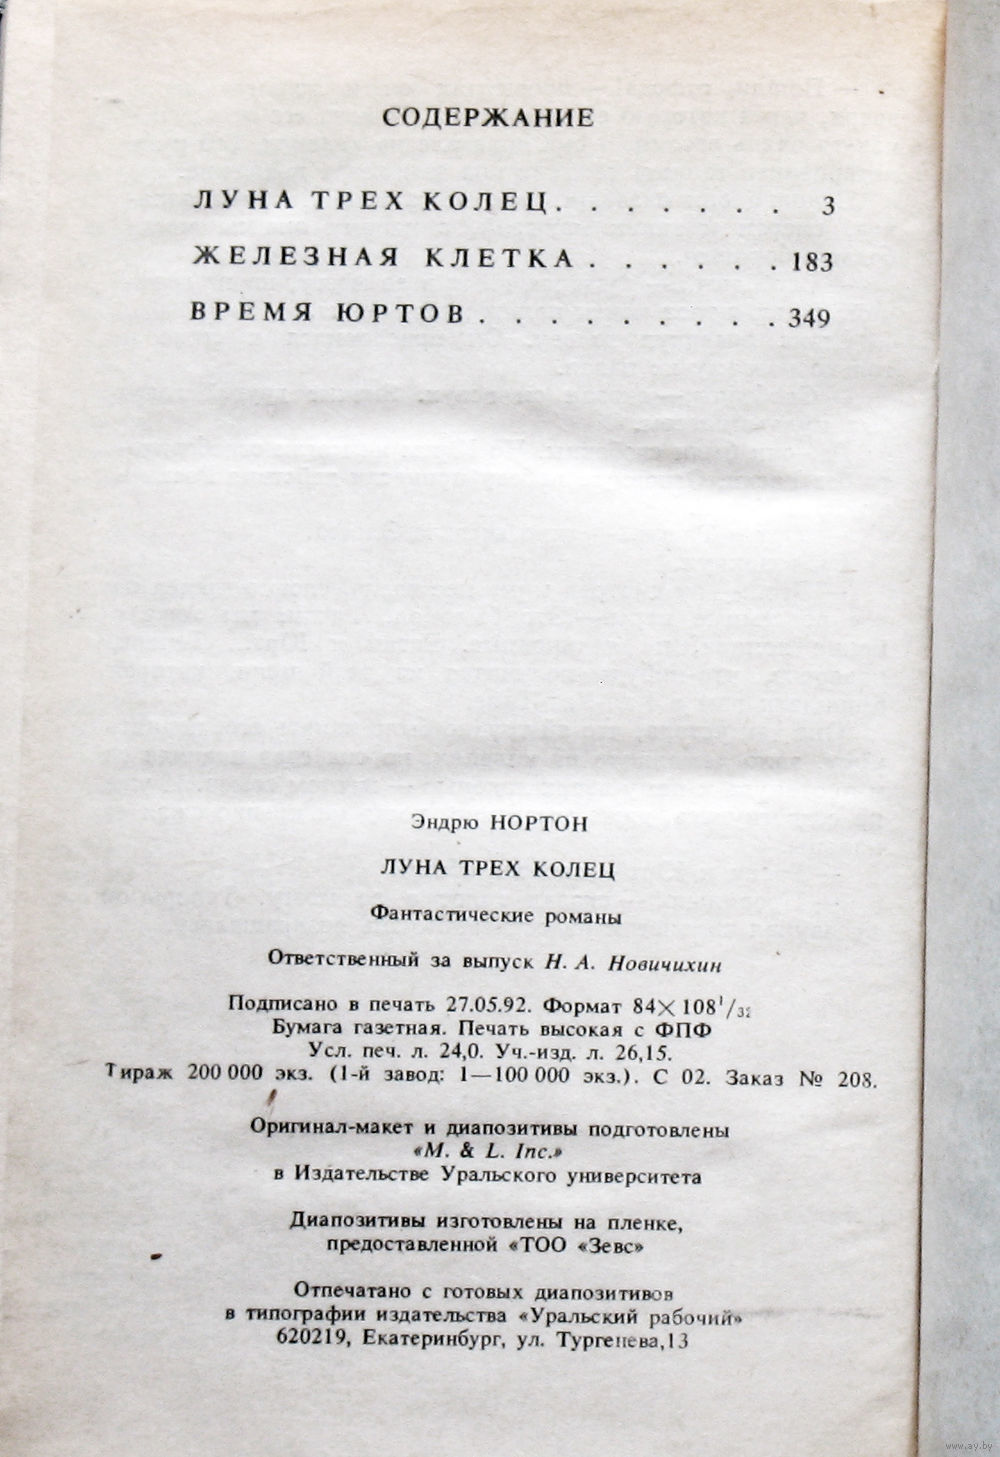 СОДЕРЖАНИЕ
ЛУНА ТРЕХ КОЛЕЦ. . . . . . . 3
ЖЕЛЕЗНАЯ КЛЕТКА . . . . . . 183
ВРЕМЯ ЮРТОВ . . . . . . . . . 349
Эндрю НОРТОН
ЛУНА ТРЕХ КОЛЕЦ
Фантастические романы
Ответственный за выпуск Н. А. Новичихин
Подписано в печать 27.05.92. Формат 84×108¹/₃₂
Бумага газетная. Печать высокая с ФПФ
Усл. печ. л. 24,0. Уч.-изд. л. 26,15.
Тираж 200 000 экз. (1-й завод: 1—100 000 экз.). С 02. Заказ № 208.
Оригинал-макет и диапозитивы подготовлены
«M. & L. Inc.»
в Издательстве Уральского университета
Диапозитивы изготовлены на пленке,
предоставленной «ТОО «Зевс»
Отпечатано с готовых диапозитивов
в типографии издательства «Уральский рабочий»
620219, Екатеринбург, ул. Тургенева,13
www.ay.by